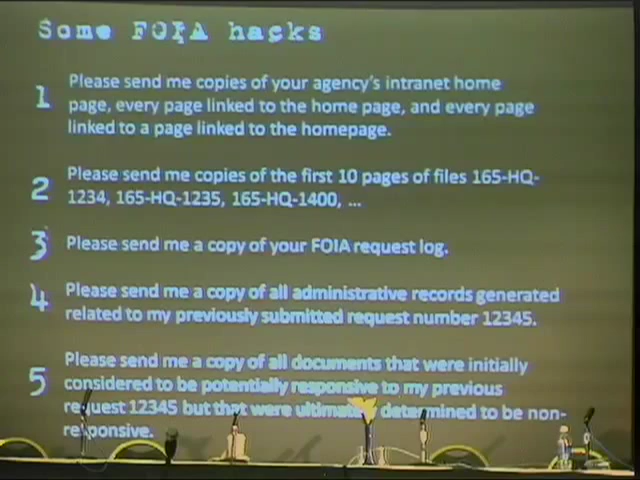 Some FOIA hacks
1 Please send me copies of your agency's intranet home
page, every page linked to the home page, and every page
linked to a page linked to the homepage.
2 Please send me copies of the first 10 pages of files 165-HQ-
1234, 165-HQ-1235, 165-HQ-1400, ...
3 Please send me a copy of your FOIA request log.
4 Please send me a copy of all administrative records generated
related to my previously submitted request number 12345.
5 Please send me a copy of all documents that were initially
considered to be potentially responsive to my previous
request 12345 but that were ultimately determined to be non-
responsive.